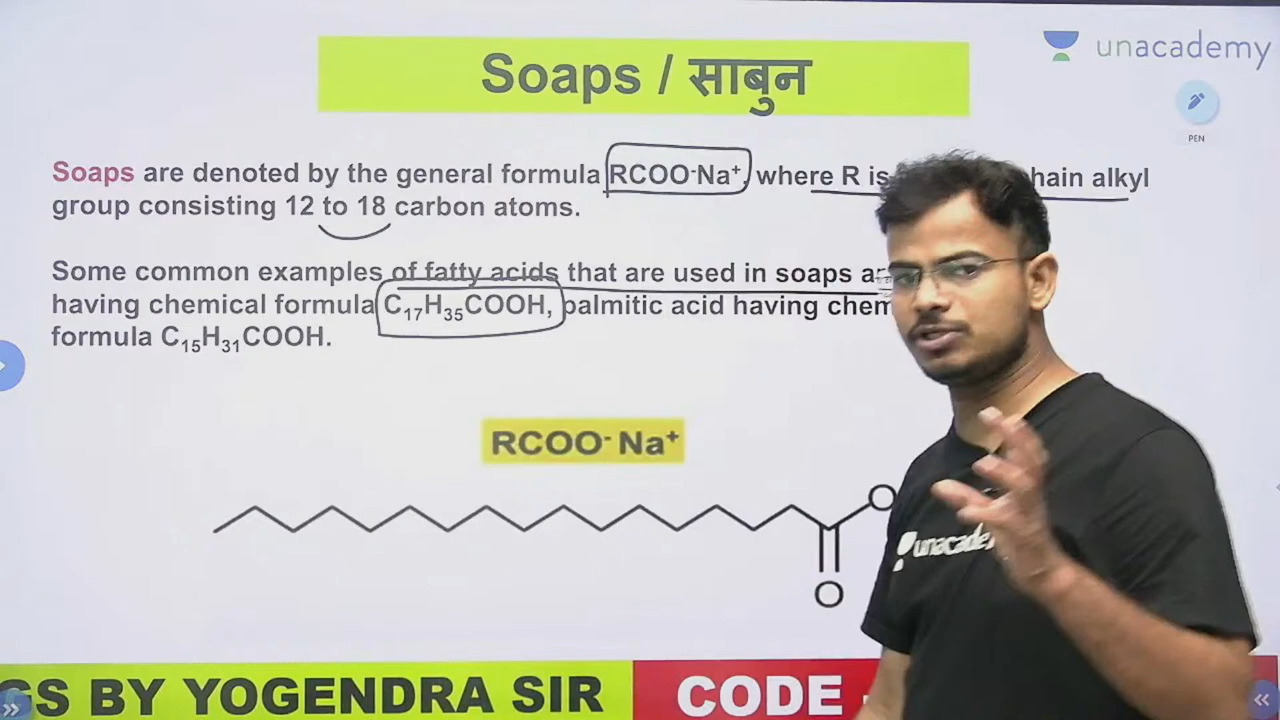 Soaps / साबुन
unacademy
PEN
Soaps are denoted by the general formula RCOO⁻Na⁺, where R is hain alkyl
group consisting 12 to 18 carbon atoms.
Some common examples of fatty acids that are used in soaps
having chemical formula C₁₇H₃₅COOH, palmitic acid having chem
formula C₁₅H₃₁COOH.
RCOO⁻ Na⁺
O
O
unacade
GS BY YOGENDRA SIR
CODE